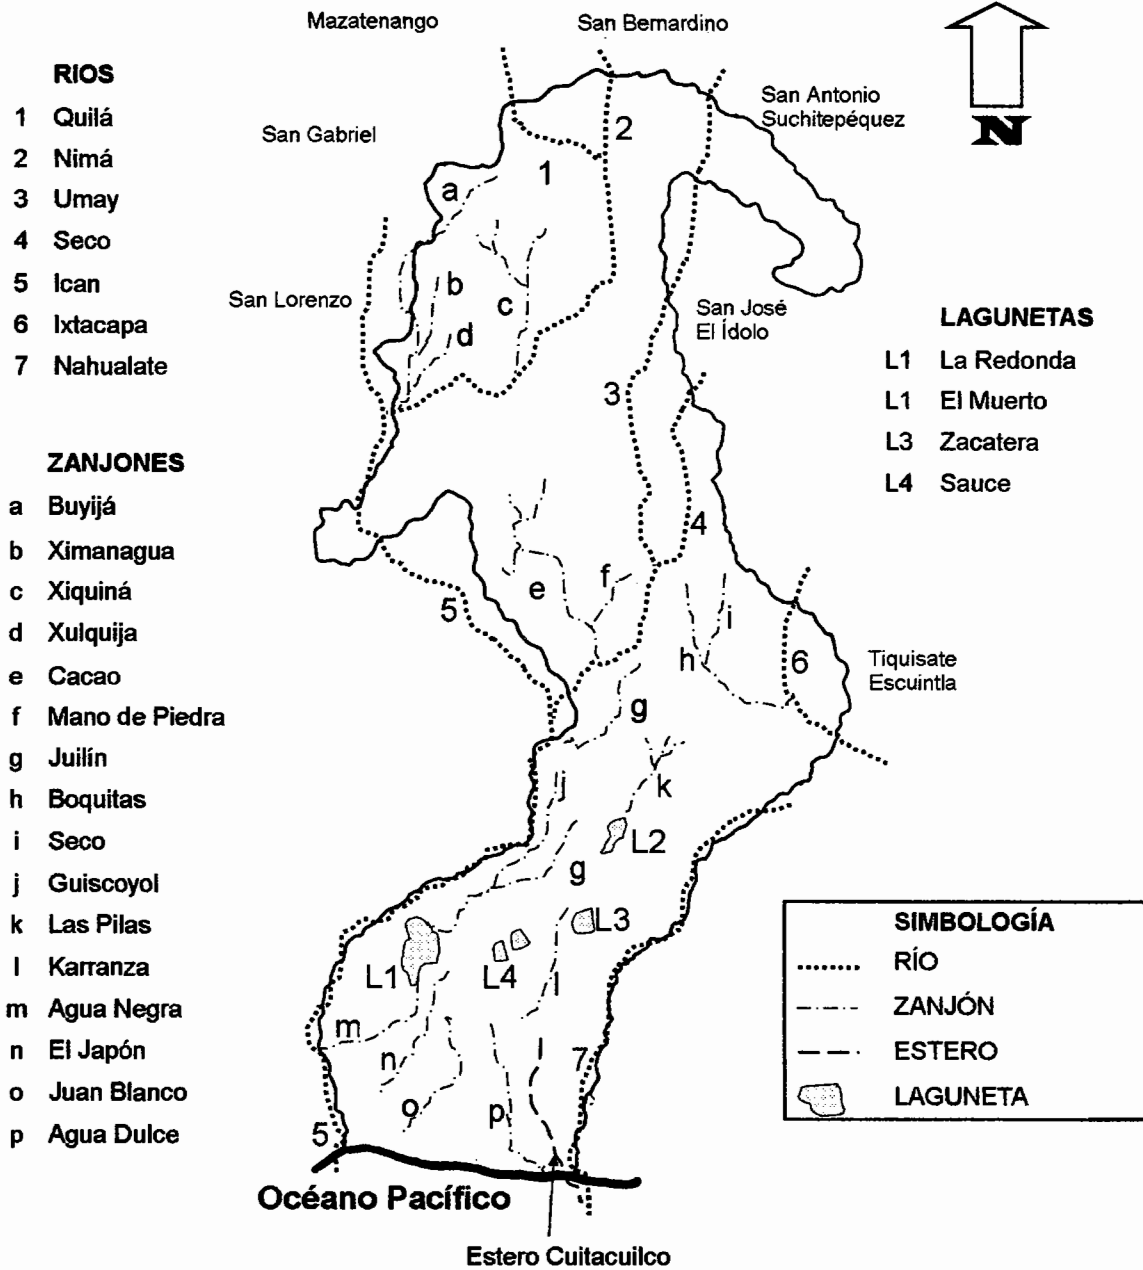 Mazatenango
San Bernardino
San Antonio
Suchitepéquez
San Gabriel
San Lorenzo
San José
El Ídolo
Tiquisate
Escuintla
N
RIOS
1 Quilá
2 Nimá
3 Umay
4 Seco
5 Ican
6 Ixtacapa
7 Nahualate
ZANJONES
a Buyijá
b Ximanagua
c Xiquiná
d Xulquija
e Cacao
f Mano de Piedra
g Juilín
h Boquitas
i Seco
j Guiscoyol
k Las Pilas
l Karranza
m Agua Negra
n El Japón
o Juan Blanco
p Agua Dulce
LAGUNETAS
L1 La Redonda
L1 El Muerto
L3 Zacatera
L4 Sauce
1
2
a
b
c
d
3
4
5
e
f
i
h
6
g
j
k
L2
g
L3
L1
L4
l
m
n
o
p
7
5
SIMBOLOGÍA
RÍO
ZANJÓN
ESTERO
LAGUNETA
Océano Pacífico
Estero Cuitacuilco